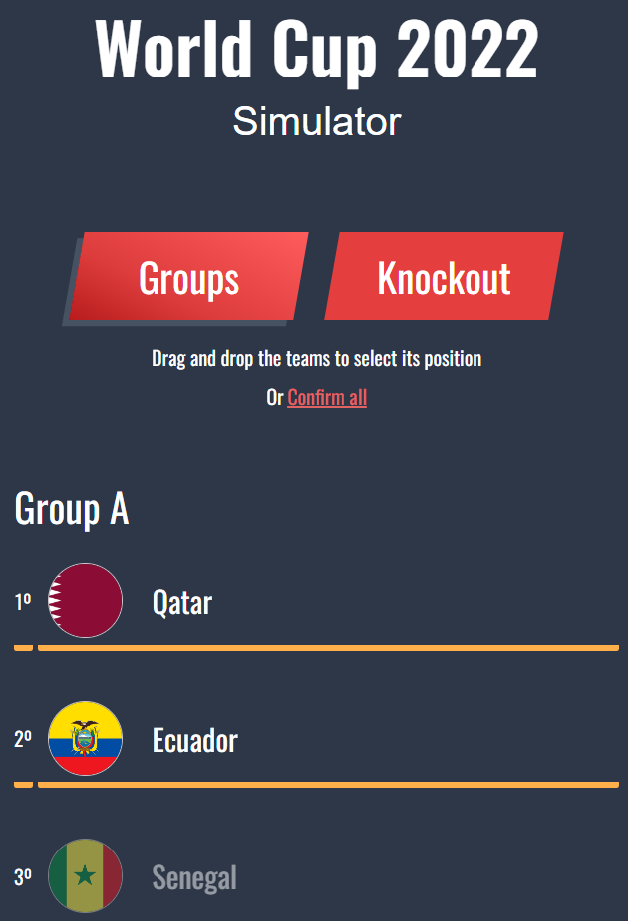 World Cup 2022
Simulator
Groups
Knockout
Drag and drop the teams to select its position
Or Confirm all
Group A
1º Qatar
2º Ecuador
3º Senegal